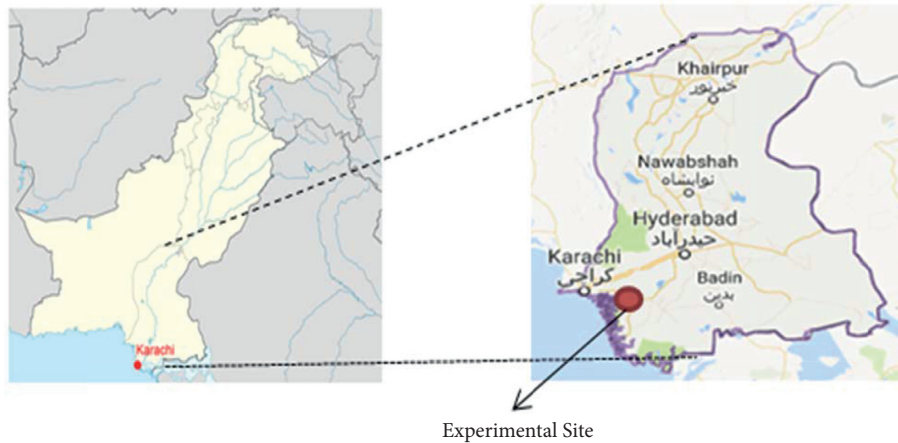 Karachi
Khairpur
خیرپور
Nawabshah
نوابشاہ
Hyderabad
حیدرآباد
Karachi
کراچی
Badin
بدین
Experimental Site